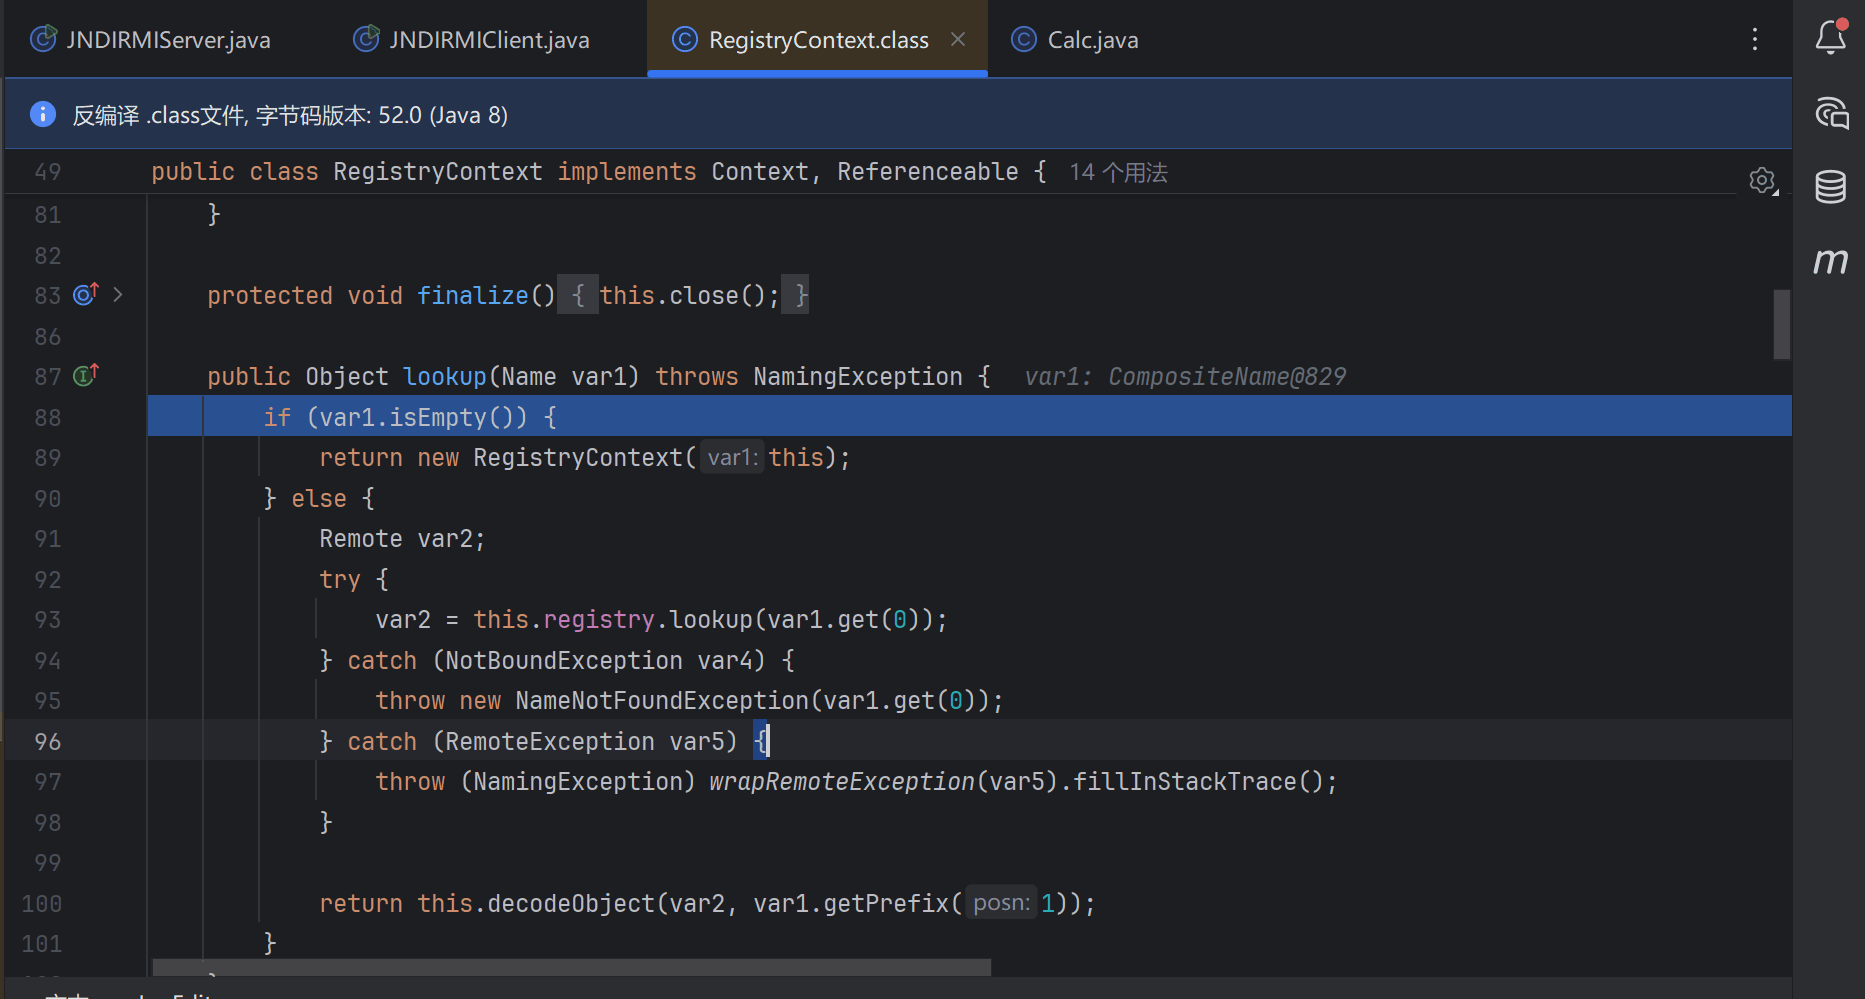 JNDIRMIServer.java JNDIRMIClient.java RegistryContext.class Calc.java
反编译 .class文件, 字节码版本: 52.0 (Java 8)
49 public class RegistryContext implements Context, Referenceable { 14 个用法
81 }
82
83 protected void finalize() { this.close(); }
86
87 public Object lookup(Name var1) throws NamingException { var1: CompositeName@829
88 if (var1.isEmpty()) {
89 return new RegistryContext( var1: this);
90 } else {
91 Remote var2;
92 try {
93 var2 = this.registry.lookup(var1.get(0));
94 } catch (NotBoundException var4) {
95 throw new NameNotFoundException(var1.get(0));
96 } catch (RemoteException var5) {
97 throw (NamingException) wrapRemoteException(var5).fillInStackTrace();
98 }
99
100 return this.decodeObject(var2, var1.getPrefix( posn: 1));
101 }